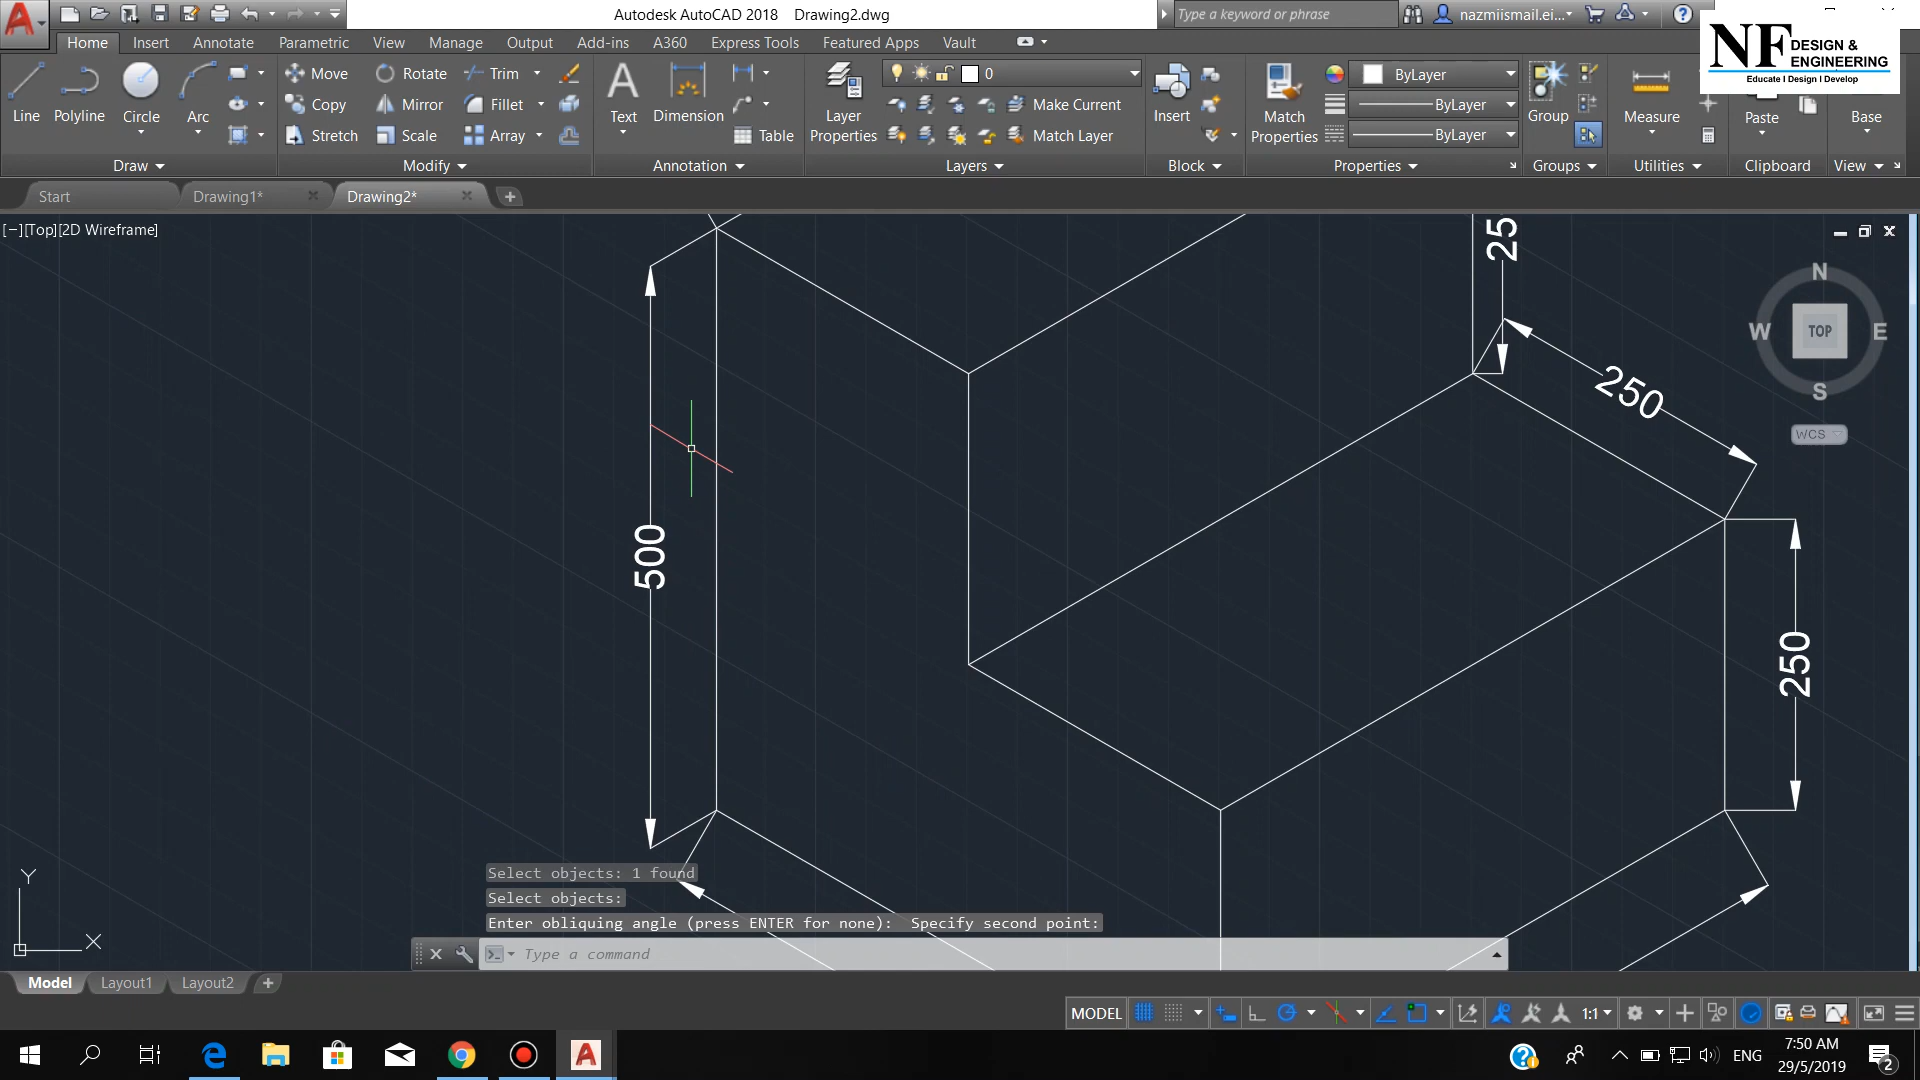 Autodesk AutoCAD 2018 Drawing2.dwg
Type a keyword or phrase
nazmiismail.ei...
NF DESIGN &
ENGINEERING
Educate I Design I Develop
Home Insert Annotate Parametric View Manage Output Add-ins A360 Express Tools Featured Apps Vault
Line Polyline Circle Arc
Move Rotate Trim
Copy Mirror Fillet
Stretch Scale Array
Text Dimension Table
Layer Properties
0
Make Current
Match Layer
Insert
Match Properties
ByLayer
ByLayer
ByLayer
Group Measure Paste Base
Draw Modify Annotation Layers Block Properties Groups Utilities Clipboard View
Start Drawing1* Drawing2*
[−][Top][2D Wireframe]
25
N
W TOP E
S
WCS
250
500
250
Y
X
Select objects: 1 found
Select objects:
Enter obliquing angle (press ENTER for none): Specify second point:
Type a command
Model Layout1 Layout2
MODEL 1:1
ENG
7:50 AM
29/5/2019
2